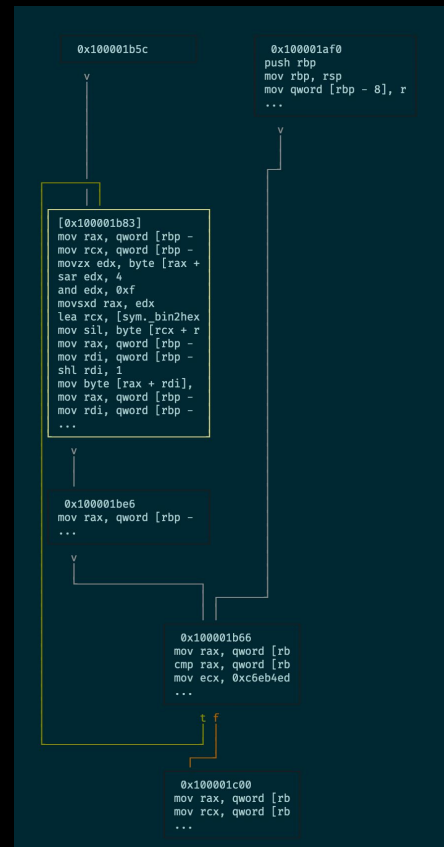 0x100001b5c
0x100001af0
push rbp
mov rbp, rsp
mov qword [rbp - 8], r
...
v
v
[0x100001b83]
mov rax, qword [rbp -
mov rcx, qword [rbp -
movzx edx, byte [rax +
sar edx, 4
and edx, 0xf
movsxd rax, edx
lea rcx, [sym._bin2hex
mov sil, byte [rcx + r
mov rax, qword [rbp -
mov rdi, qword [rbp -
shl rdi, 1
mov byte [rax + rdi],
mov rax, qword [rbp -
mov rdi, qword [rbp -
...
v
0x100001be6
mov rax, qword [rbp -
...
v
0x100001b66
mov rax, qword [rb
cmp rax, qword [rb
mov ecx, 0xc6eb4ed
...
t f
0x100001c00
mov rax, qword [rb
mov rcx, qword [rb
...